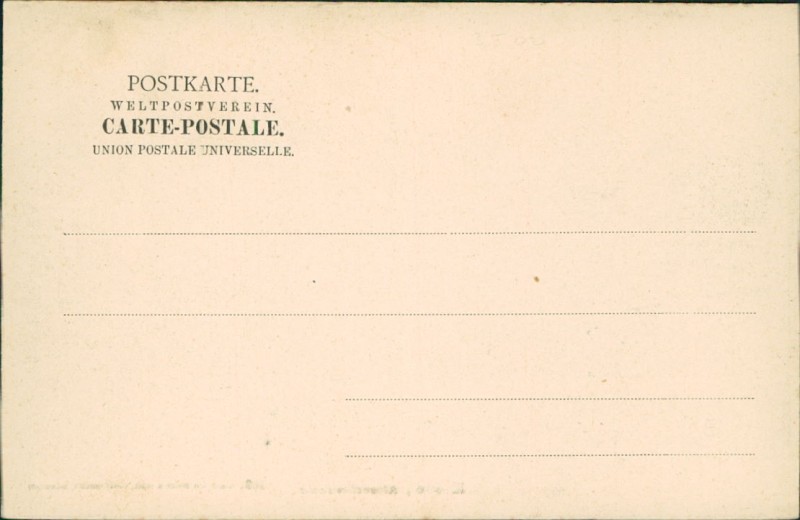 POSTKARTE.
WELTPOSTVEREIN.
CARTE-POSTALE.
UNION POSTALE UNIVERSELLE.